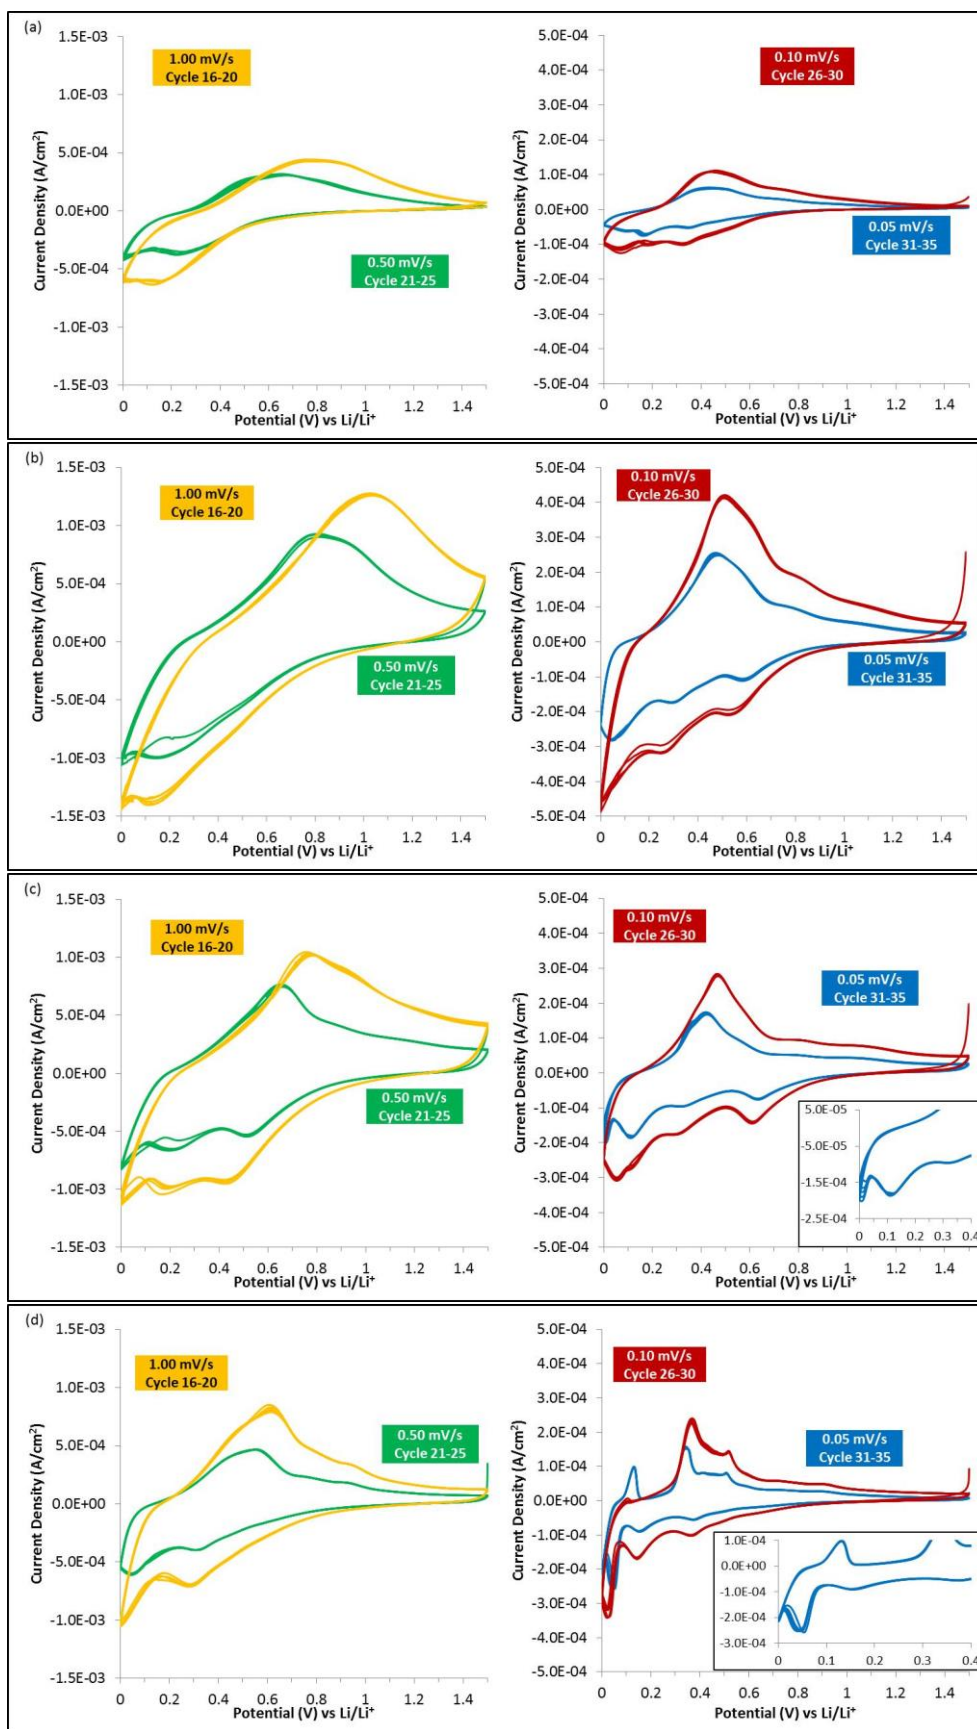 (a)
1.5E-03
1.0E-03
5.0E-04
0.0E+00
-5.0E-04
-1.0E-03
-1.5E-03
Current Density (A/cm²)
1.00 mV/s
Cycle 16-20
0.50 mV/s
Cycle 21-25
0 0.2 0.4 0.6 0.8 1 1.2 1.4
Potential (V) vs Li/Li⁺
5.0E-04
4.0E-04
3.0E-04
2.0E-04
1.0E-04
0.0E+00
-1.0E-04
-2.0E-04
-3.0E-04
-4.0E-04
-5.0E-04
Current Density (A/cm²)
0.10 mV/s
Cycle 26-30
0.05 mV/s
Cycle 31-35
0 0.2 0.4 0.6 0.8 1 1.2 1.4
Potential (V) vs Li/Li⁺
(b)
1.5E-03
1.0E-03
5.0E-04
0.0E+00
-5.0E-04
-1.0E-03
-1.5E-03
Current Density (A/cm²)
1.00 mV/s
Cycle 16-20
0.50 mV/s
Cycle 21-25
0 0.2 0.4 0.6 0.8 1 1.2 1.4
Potential (V) vs Li/Li⁺
5.0E-04
4.0E-04
3.0E-04
2.0E-04
1.0E-04
0.0E+00
-1.0E-04
-2.0E-04
-3.0E-04
-4.0E-04
-5.0E-04
Current Density (A/cm²)
0.10 mV/s
Cycle 26-30
0.05 mV/s
Cycle 31-35
0 0.2 0.4 0.6 0.8 1 1.2 1.4
Potential (V) vs Li/Li⁺
(c)
1.5E-03
1.0E-03
5.0E-04
0.0E+00
-5.0E-04
-1.0E-03
-1.5E-03
Current Density (A/cm²)
1.00 mV/s
Cycle 16-20
0.50 mV/s
Cycle 21-25
0 0.2 0.4 0.6 0.8 1 1.2 1.4
Potential (V) vs Li/Li⁺
5.0E-04
4.0E-04
3.0E-04
2.0E-04
1.0E-04
0.0E+00
-1.0E-04
-2.0E-04
-3.0E-04
-4.0E-04
-5.0E-04
Current Density (A/cm²)
0.10 mV/s
Cycle 26-30
0.05 mV/s
Cycle 31-35
5.0E-05
-5.0E-05
-1.5E-04
-2.5E-04
0 0.1 0.2 0.3 0.4
0 0.2 0.4 0.6 0.8 1 1.2 1.4
Potential (V) vs Li/Li⁺
(d)
1.5E-03
1.0E-03
5.0E-04
0.0E+00
-5.0E-04
-1.0E-03
-1.5E-03
Current Density (A/cm²)
1.00 mV/s
Cycle 16-20
0.50 mV/s
Cycle 21-25
0 0.2 0.4 0.6 0.8 1 1.2 1.4
Potential (V) vs Li/Li⁺
5.0E-04
4.0E-04
3.0E-04
2.0E-04
1.0E-04
0.0E+00
-1.0E-04
-2.0E-04
-3.0E-04
-4.0E-04
-5.0E-04
Current Density (A/cm²)
0.10 mV/s
Cycle 26-30
0.05 mV/s
Cycle 31-35
1.0E-04
0.0E+00
-1.0E-04
-2.0E-04
-3.0E-04
0 0.1 0.2 0.3 0.4
0 0.2 0.4 0.6 0.8 1 1.2 1.4
Potential (V) vs Li/Li⁺